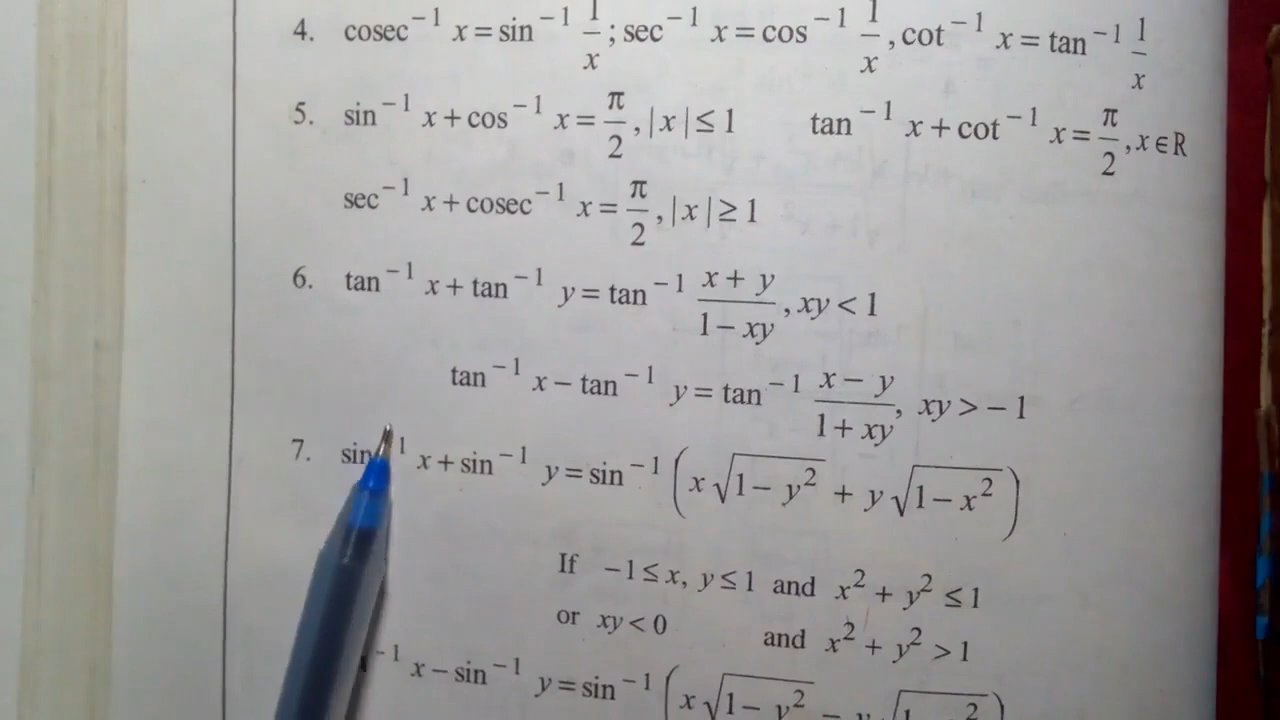 4. cosec⁻¹ x = sin⁻¹ 1/x ; sec⁻¹ x = cos⁻¹ 1/x , cot⁻¹ x = tan⁻¹ 1/x
5. sin⁻¹ x + cos⁻¹ x = π/2 , |x| ≤ 1 tan⁻¹ x + cot⁻¹ x = π/2 , x ∈ R
sec⁻¹ x + cosec⁻¹ x = π/2 , |x| ≥ 1
6. tan⁻¹ x + tan⁻¹ y = tan⁻¹ (x + y)/(1 − xy) , xy < 1
tan⁻¹ x − tan⁻¹ y = tan⁻¹ (x − y)/(1 + xy) , xy > − 1
7. sin⁻¹ x + sin⁻¹ y = sin⁻¹ (x√(1 − y²) + y√(1 − x²))
If −1 ≤ x, y ≤ 1 and x² + y² ≤ 1
or xy < 0 and x² + y² > 1
⁻¹ x − sin⁻¹ y = sin⁻¹ (x√(1 − y²) −